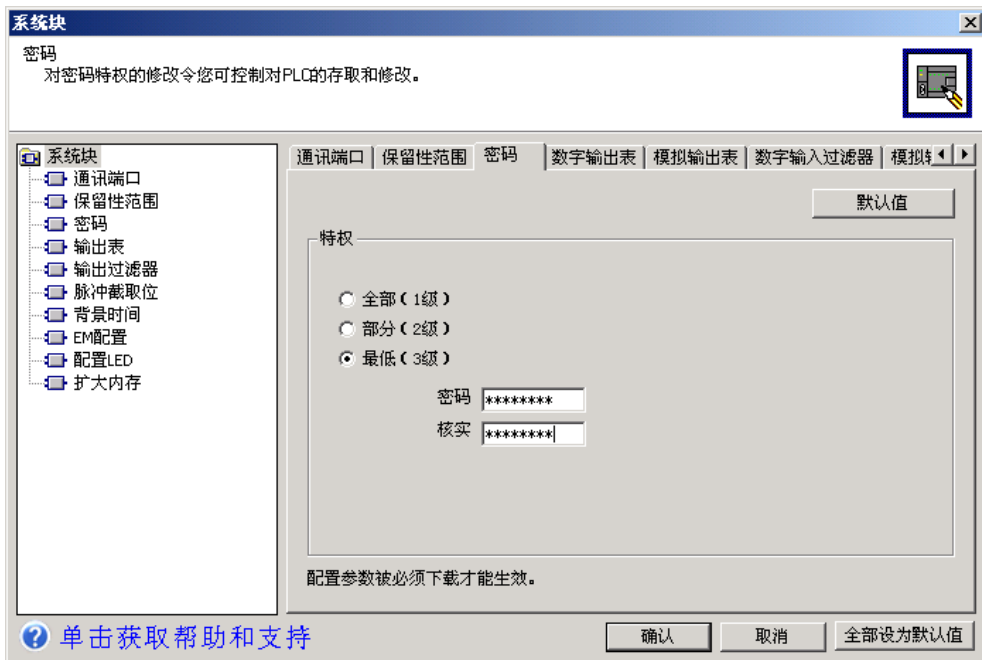 系统块
密码
对密码特权的修改令您可控制对PLC的存取和修改。
系统块
通讯端口
保留性范围
密码
输出表
输出过滤器
脉冲截取位
背景时间
EM配置
配置LED
扩大内存
通讯端口 保留性范围 密码 数字输出表 模拟输出表 数字输入过滤器 模拟
默认值
特权
全部(1级)
部分(2级)
最低(3级)
密码 ********
核实 ********
配置参数被必须下载才能生效。
单击获取帮助和支持
确认 取消 全部设为默认值